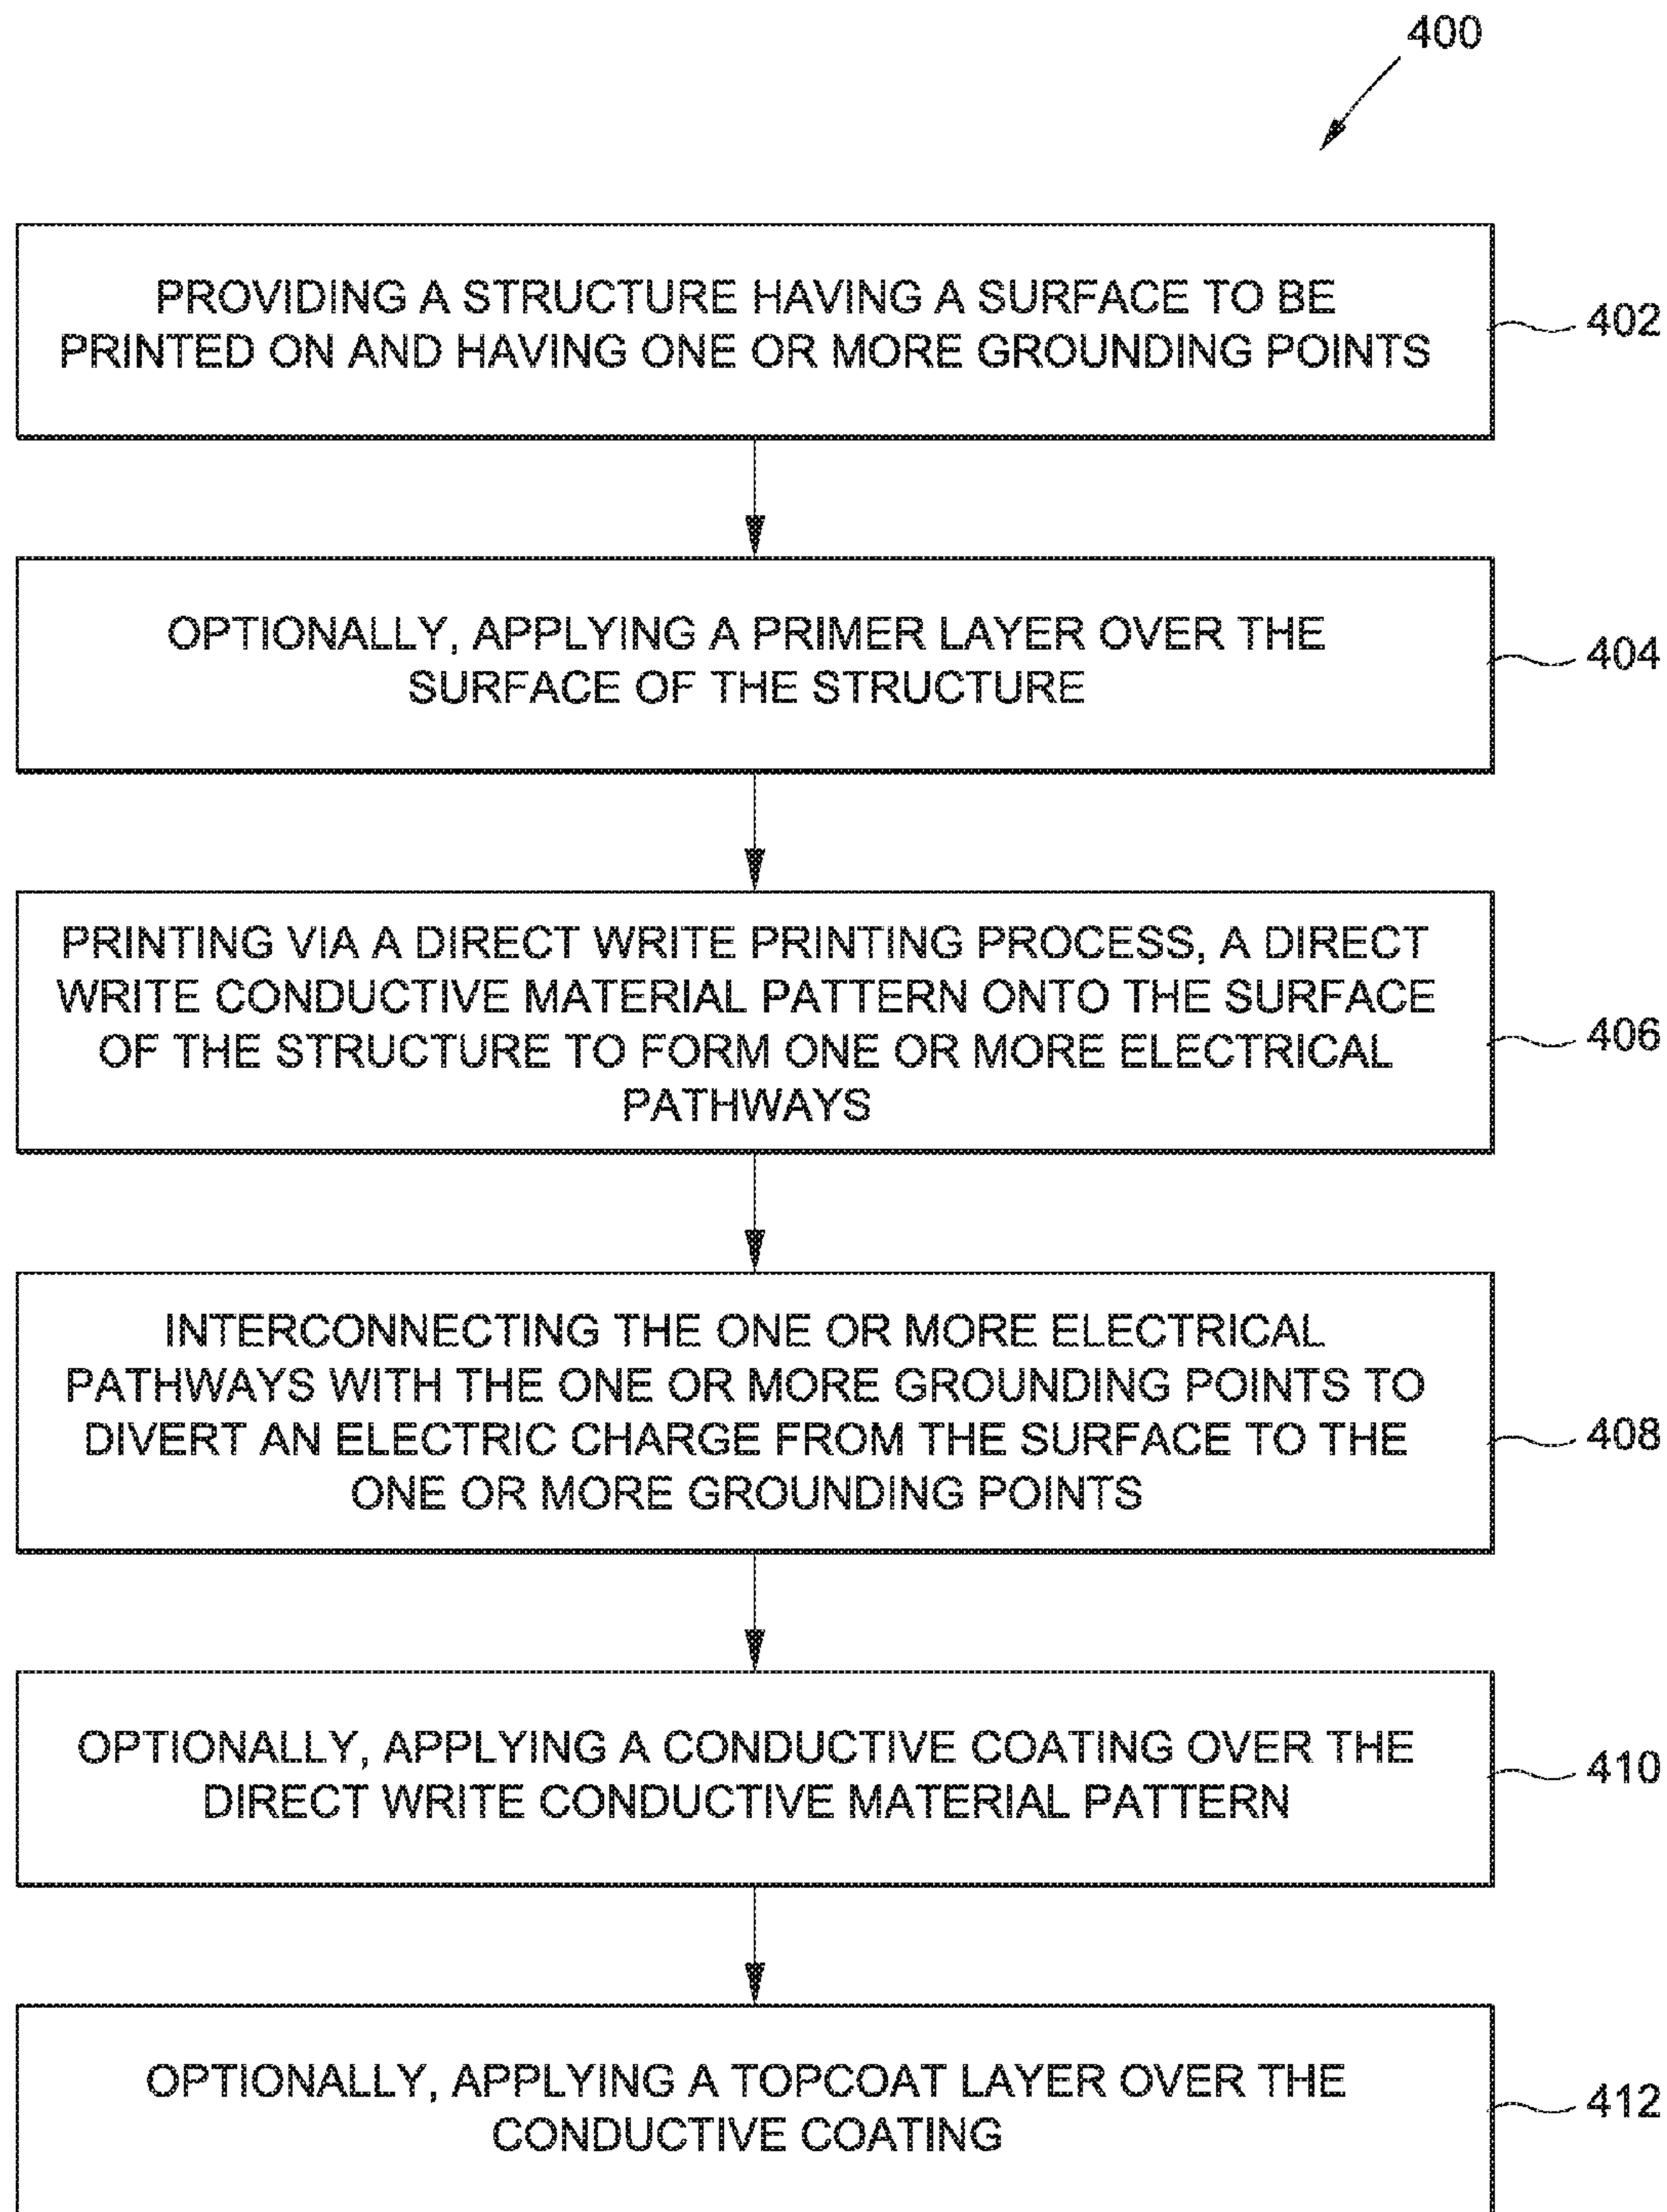 400
PROVIDING A STRUCTURE HAVING A SURFACE TO BE
PRINTED ON AND HAVING ONE OR MORE GROUNDING POINTS
402
OPTIONALLY, APPLYING A PRIMER LAYER OVER THE
SURFACE OF THE STRUCTURE
404
PRINTING VIA A DIRECT WRITE PRINTING PROCESS, A DIRECT
WRITE CONDUCTIVE MATERIAL PATTERN ONTO THE SURFACE
OF THE STRUCTURE TO FORM ONE OR MORE ELECTRICAL
PATHWAYS
406
INTERCONNECTING THE ONE OR MORE ELECTRICAL
PATHWAYS WITH THE ONE OR MORE GROUNDING POINTS TO
DIVERT AN ELECTRIC CHARGE FROM THE SURFACE TO THE
ONE OR MORE GROUNDING POINTS
408
OPTIONALLY, APPLYING A CONDUCTIVE COATING OVER THE
DIRECT WRITE CONDUCTIVE MATERIAL PATTERN
410
OPTIONALLY, APPLYING A TOPCOAT LAYER OVER THE
CONDUCTIVE COATING
412